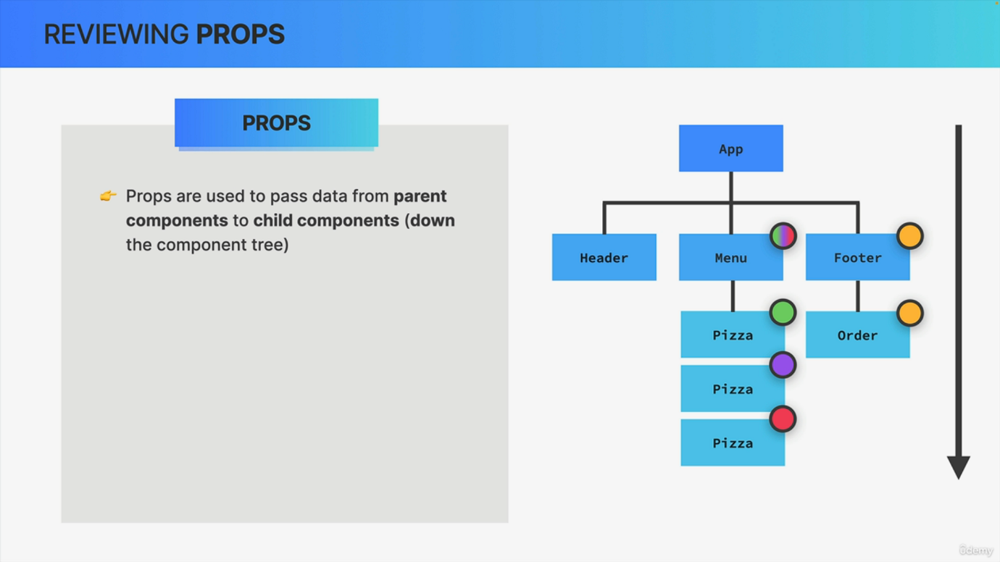 REVIEWING PROPS
PROPS
👉 Props are used to pass data from parent
components to child components (down
the component tree)
App
Header
Menu
Footer
Pizza
Order
Pizza
Pizza
ûdemy